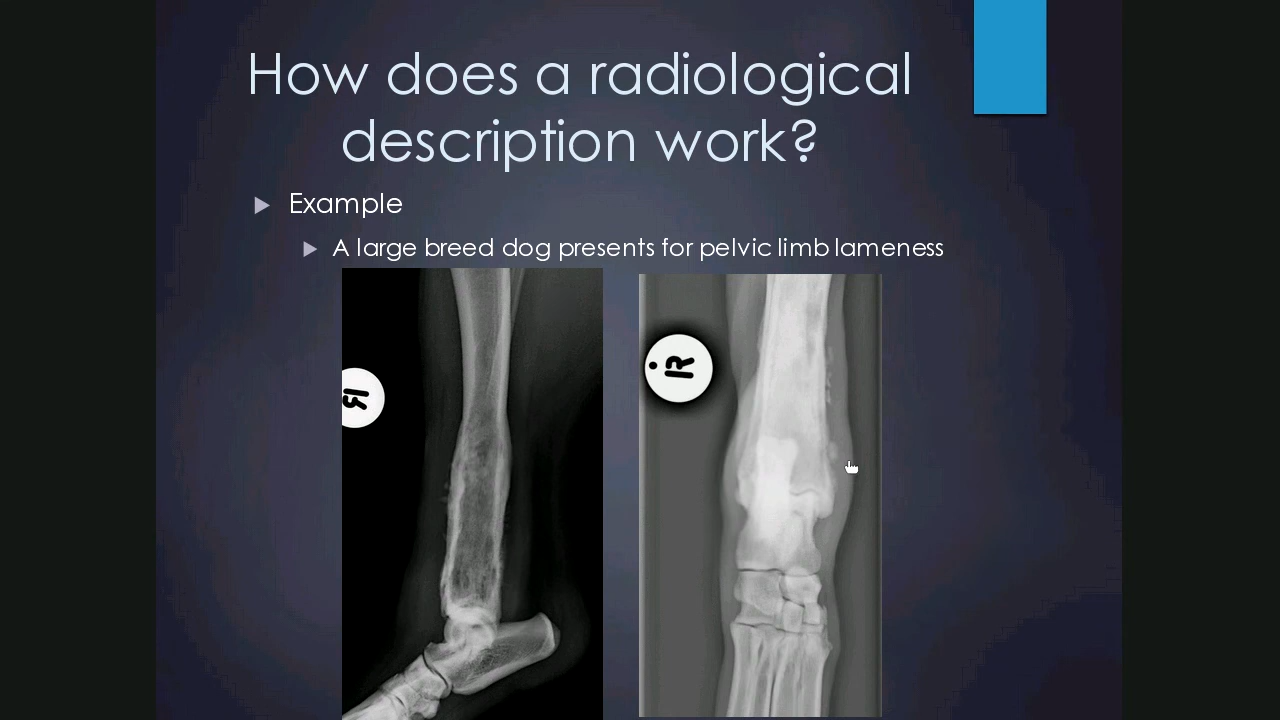 How does a radiological
description work?
Example
A large breed dog presents for pelvic limb lameness
R
R